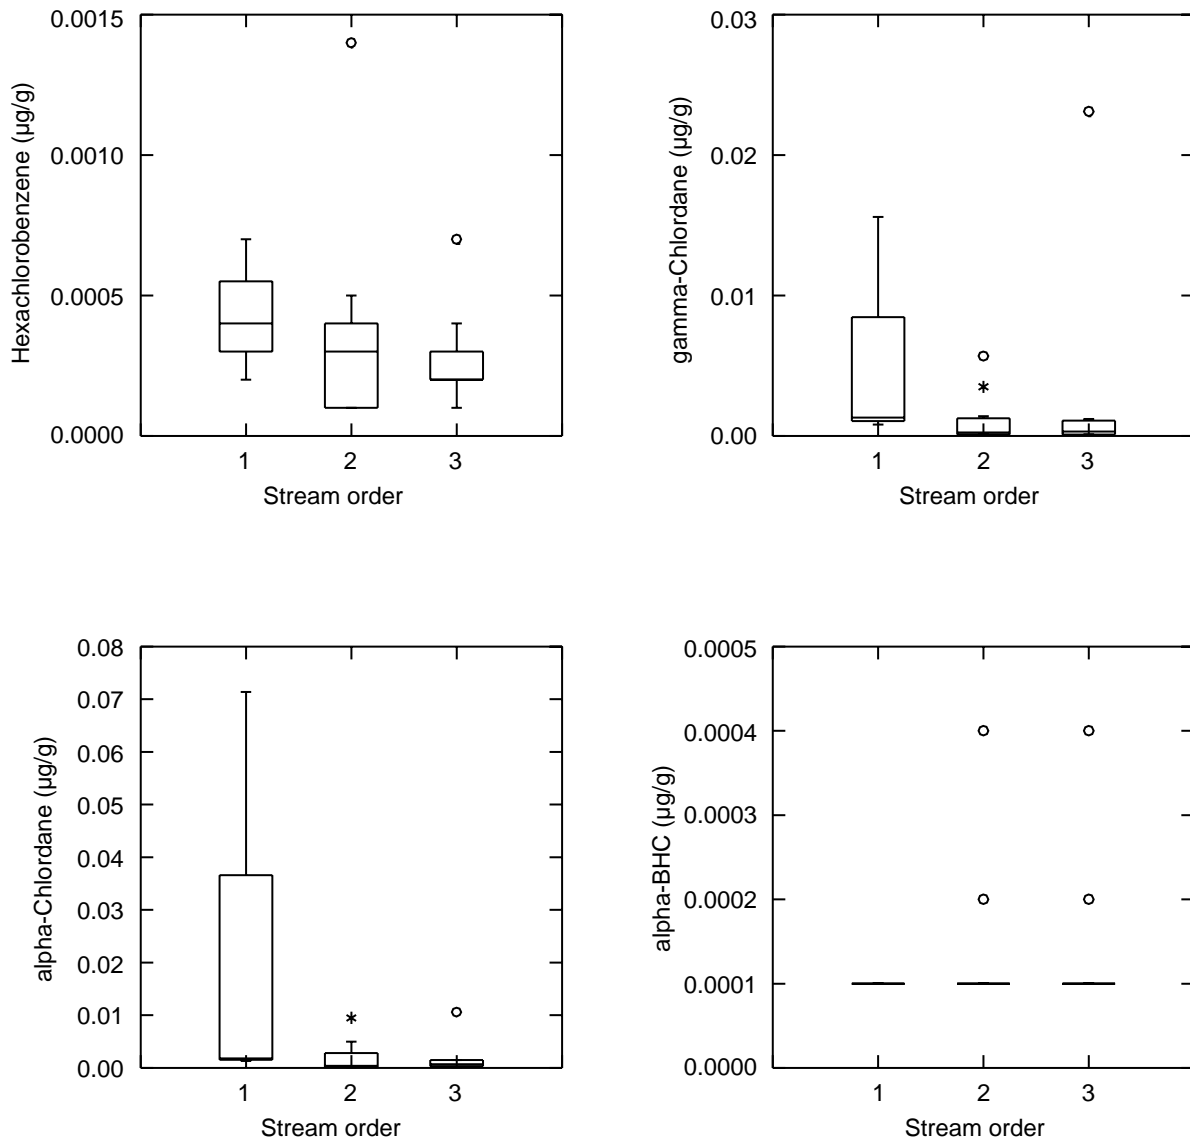 Hexachlorobenzene (µg/g)
0.0015
0.0010
0.0005
0.0000
1 2 3
Stream order
gamma-Chlordane (µg/g)
0.03
0.02
0.01
0.00
1 2 3
Stream order
alpha-Chlordane (µg/g)
0.08
0.07
0.06
0.05
0.04
0.03
0.02
0.01
0.00
1 2 3
Stream order
alpha-BHC (µg/g)
0.0005
0.0004
0.0003
0.0002
0.0001
0.0000
1 2 3
Stream order